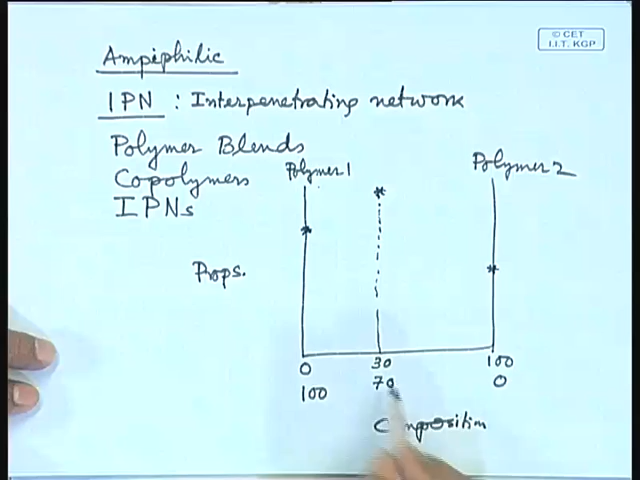 © CET
I.I.T. KGP
Ampiphilic
IPN : Interpenetrating network
Polymer Blends
Copolymers
IPNs
Polymer 1
Polymer 2
Props.
0 30 100
100 70 0